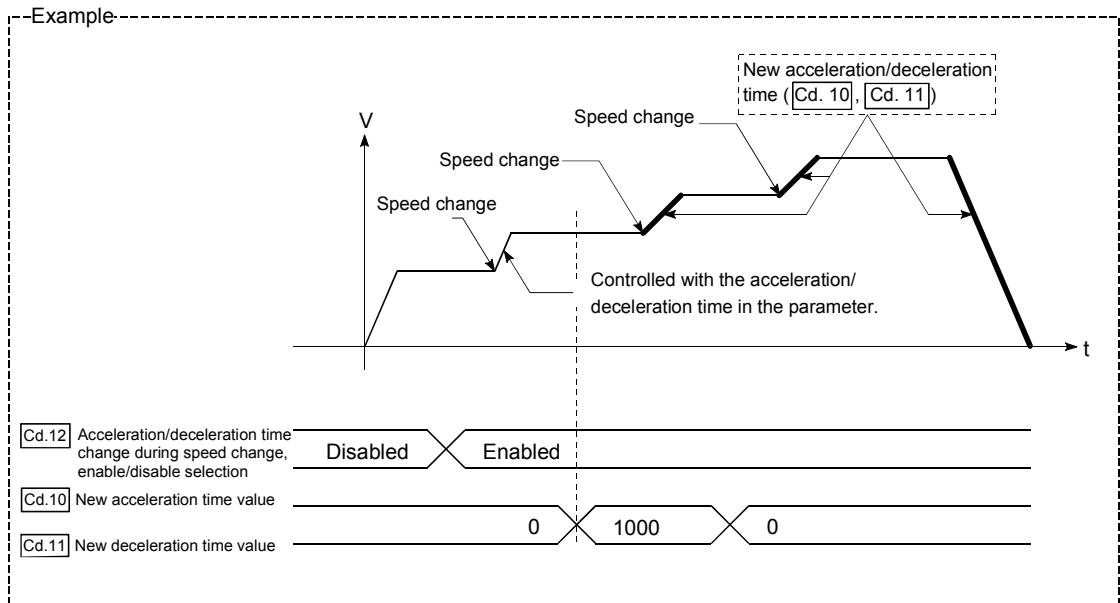 Example
New acceleration/deceleration
time ( Cd. 10 , Cd. 11 )
Speed change
V
Speed change
Speed change
Controlled with the acceleration/
deceleration time in the parameter.
t
Cd.12 Acceleration/deceleration time
change during speed change,
enable/disable selection
Disabled Enabled
Cd.10 New acceleration time value
0 1000 0
Cd.11 New deceleration time value